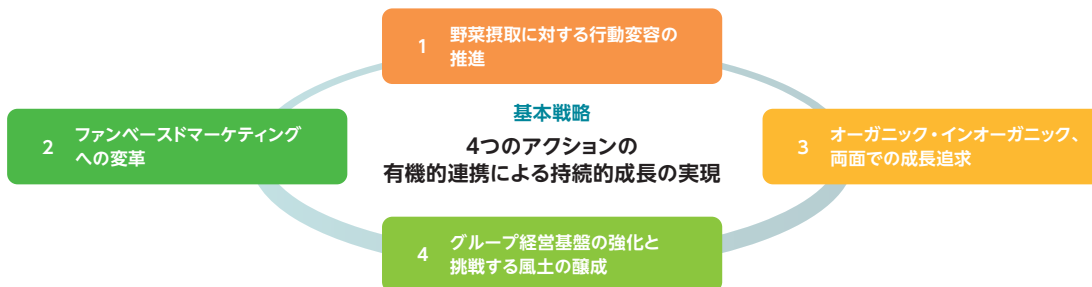 1 野菜摂取に対する行動変容の
推進
基本戦略
4つのアクションの
有機的連携による持続的成長の実現
2 ファンベースドマーケティング
への変革
3 オーガニック・インオーガニック、
両面での成長追求
4 グループ経営基盤の強化と
挑戦する風土の醸成